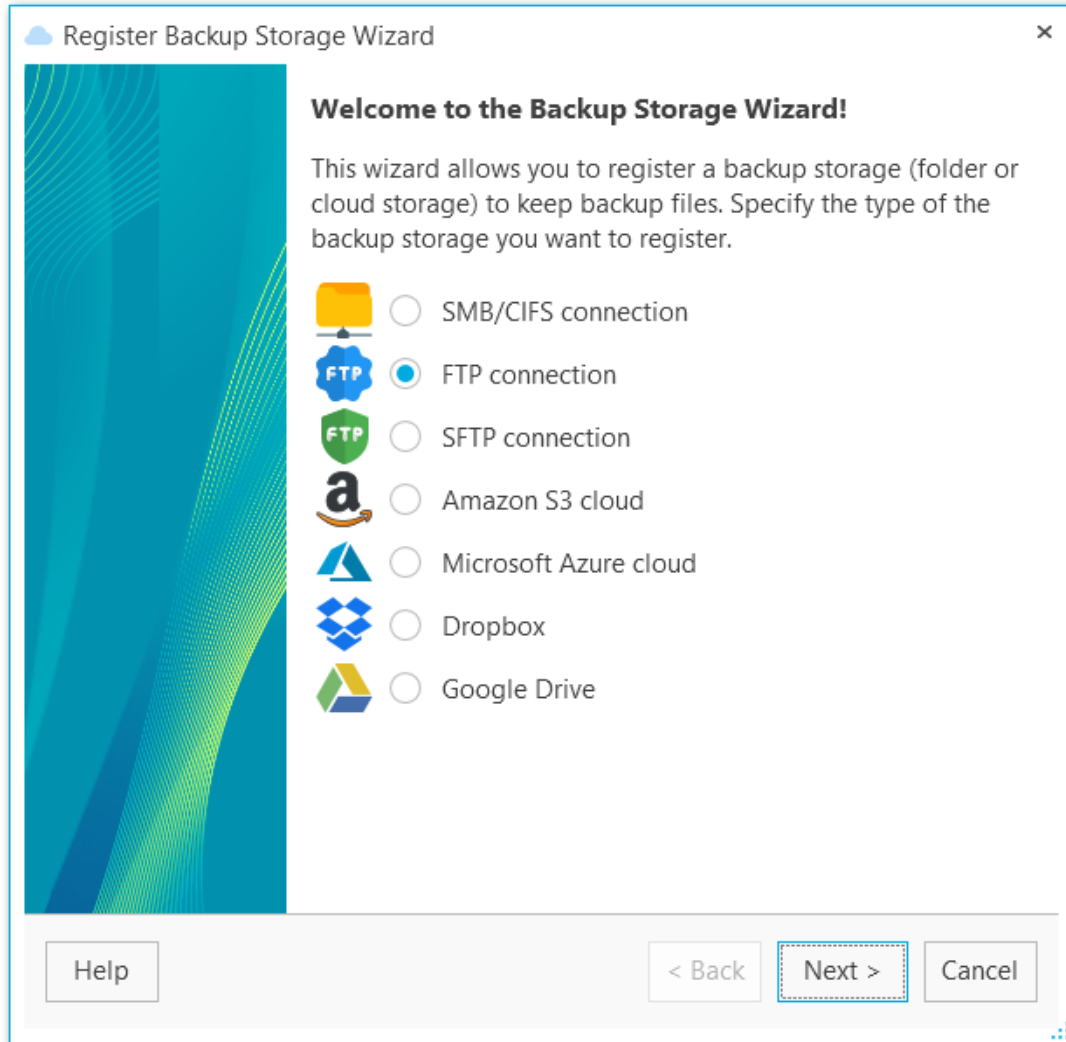 Register Backup Storage Wizard
×
Welcome to the Backup Storage Wizard!
This wizard allows you to register a backup storage (folder or
cloud storage) to keep backup files. Specify the type of the
backup storage you want to register.
SMB/CIFS connection
FTP
FTP connection
FTP
SFTP connection
a
Amazon S3 cloud
Microsoft Azure cloud
Dropbox
Google Drive
Help
< Back
Next >
Cancel